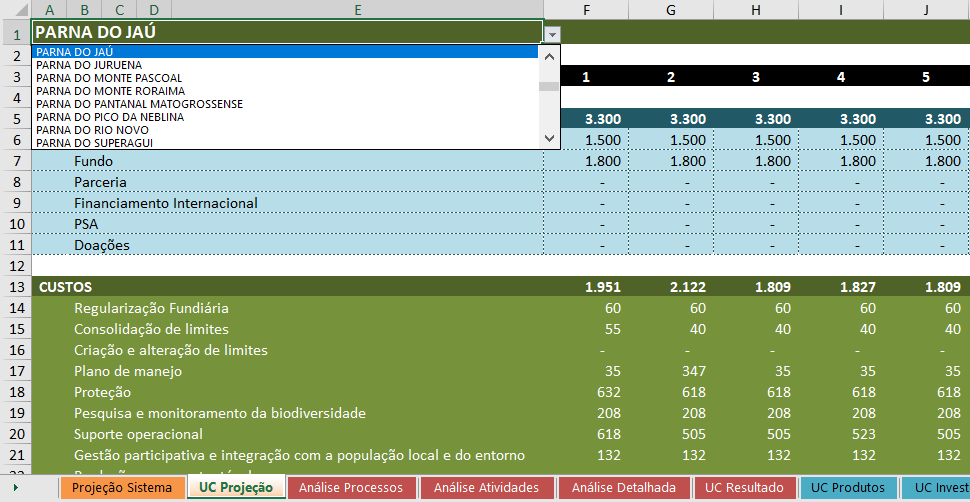 A B C D E F G H I J
1 PARNA DO JAÚ
PARNA DO JAÚ
PARNA DO JURUENA
PARNA DO MONTE PASCOAL
PARNA DO MONTE RORAIMA
PARNA DO PANTANAL MATOGROSSENSE
PARNA DO PICO DA NEBLINA
PARNA DO RIO NOVO
PARNA DO SUPERAGUI
2
3 1 2 3 4 5
4
5 3.300 3.300 3.300 3.300 3.300
6 1.500 1.500 1.500 1.500 1.500
7 Fundo 1.800 1.800 1.800 1.800 1.800
8 Parceria - - - - -
9 Financiamento Internacional - - - - -
10 PSA - - - - -
11 Doações - - - - -
12
13 CUSTOS 1.951 2.122 1.809 1.827 1.809
14 Regularização Fundiária 60 60 60 60 60
15 Consolidação de limites 55 40 40 40 40
16 Criação e alteração de limites - - - - -
17 Plano de manejo 35 347 35 35 35
18 Proteção 632 618 618 618 618
19 Pesquisa e monitoramento da biodiversidade 208 208 208 208 208
20 Suporte operacional 618 505 505 523 505
21 Gestão participativa e integração com a população local e do entorno 132 132 132 132 132
Projeção Sistema UC Projeção Análise Processos Análise Atividades Análise Detalhada UC Resultado UC Produtos UC Invest